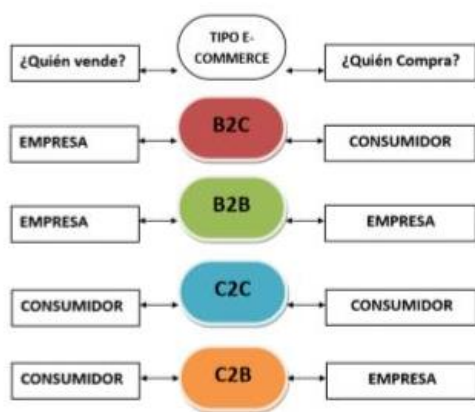 ¿Quién vende?
TIPO E-
COMMERCE
¿Quién Compra?
EMPRESA
B2C
CONSUMIDOR
EMPRESA
B2B
EMPRESA
CONSUMIDOR
C2C
CONSUMIDOR
CONSUMIDOR
C2B
EMPRESA